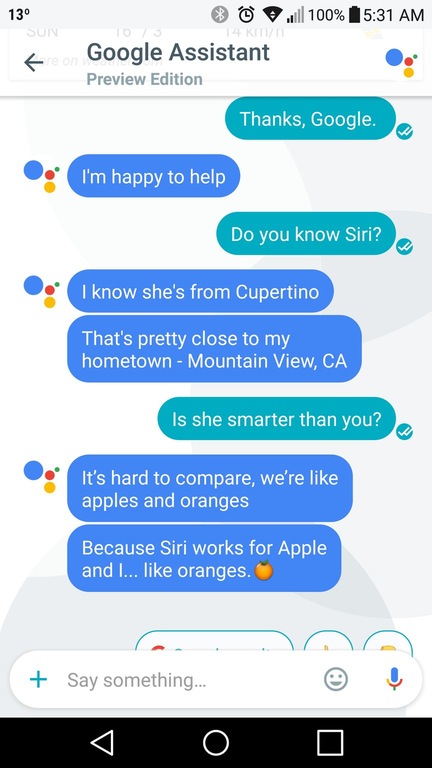 13° 100% 5:31 AM
SUN 16 / 3 14 km/h
Google Assistant
Preview Edition
Thanks, Google.
I'm happy to help
Do you know Siri?
I know she's from Cupertino
That's pretty close to my
hometown - Mountain View, CA
Is she smarter than you?
It's hard to compare, we're like
apples and oranges
Because Siri works for Apple
and I... like oranges.🍊
Say something...